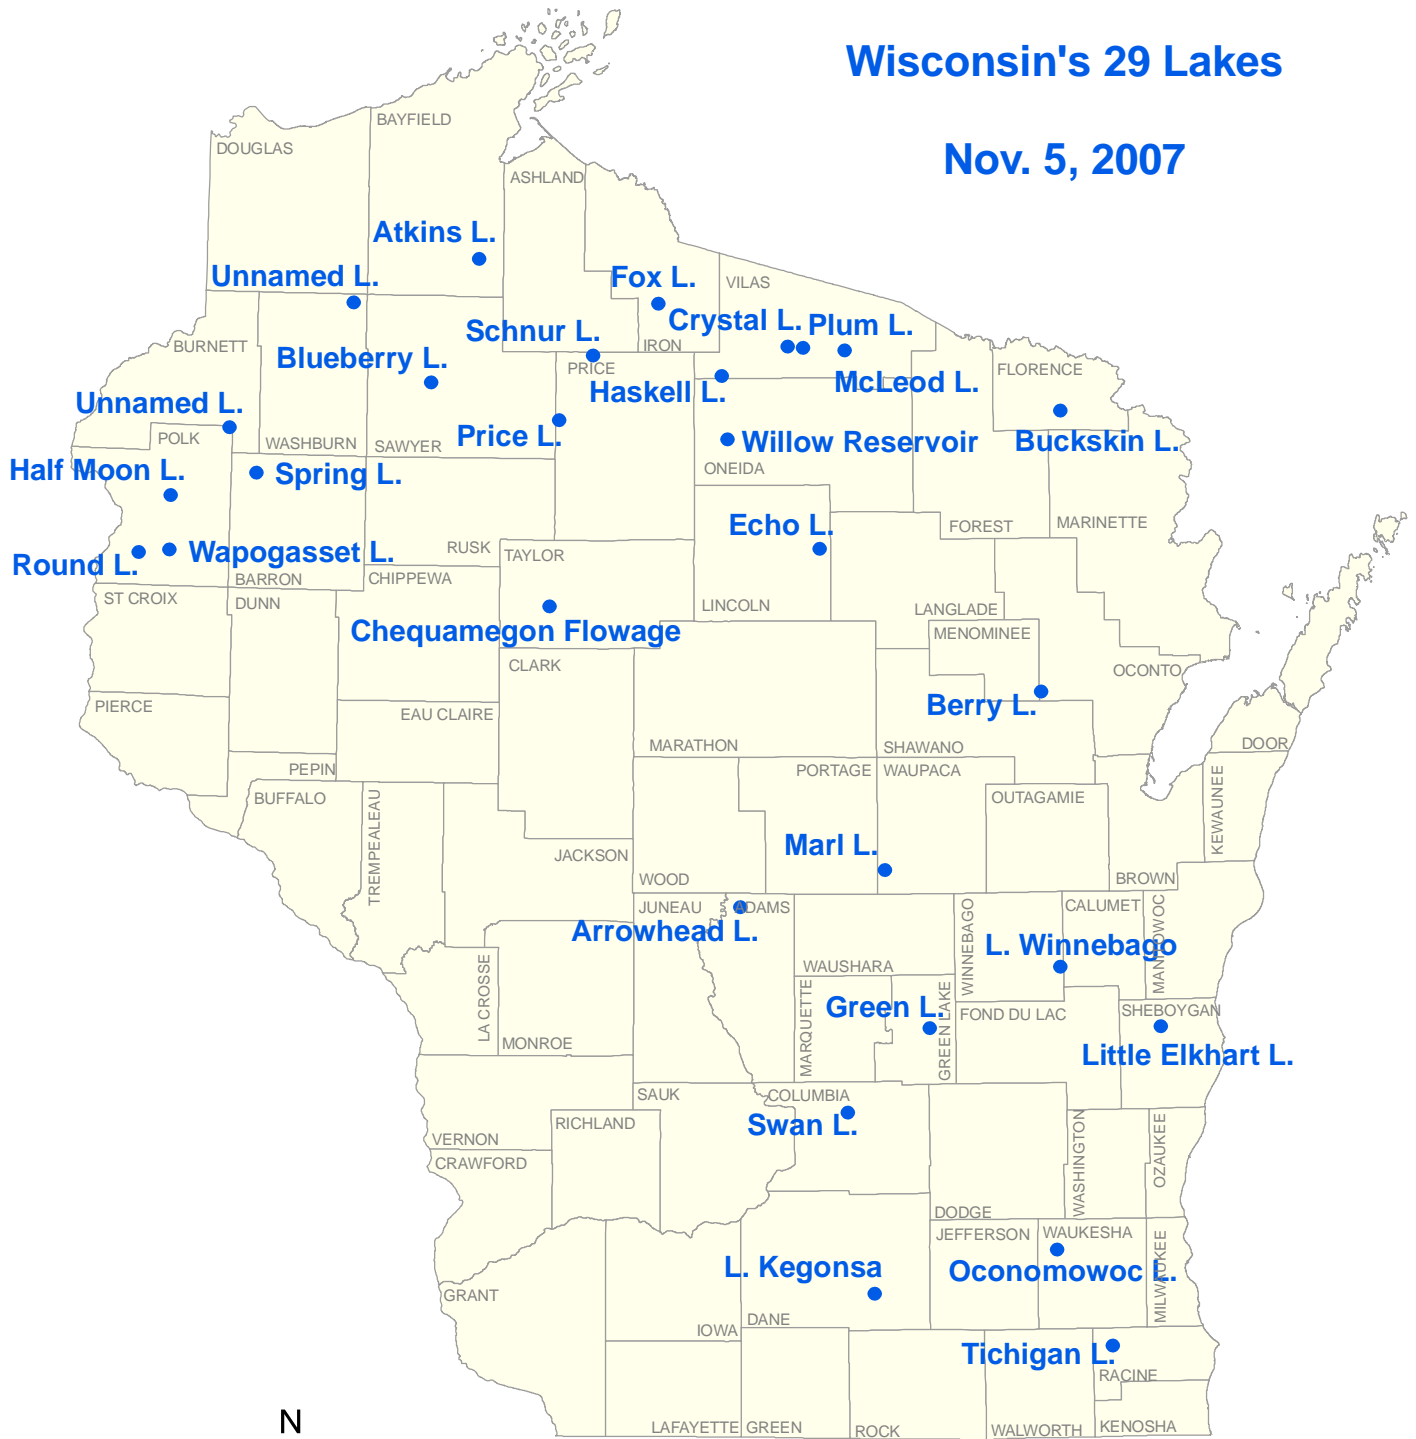 Wisconsin's 29 Lakes
Nov. 5, 2007
BAYFIELD
DOUGLAS
ASHLAND
Atkins L.
Unnamed L.
Fox L.
VILAS
Crystal L.
Plum L.
Schnur L.
BURNETT
IRON
Blueberry L.
PRICE
FLORENCE
Haskell L.
McLeod L.
Unnamed L.
POLK
WASHBURN
SAWYER
Price L.
Willow Reservoir
Buckskin L.
Half Moon L.
Spring L.
ONEIDA
Echo L.
FOREST
MARINETTE
Round L.
Wapogasset L.
RUSK
TAYLOR
BARRON
CHIPPEWA
ST CROIX
DUNN
LINCOLN
LANGLADE
Chequamegon Flowage
MENOMINEE
CLARK
OCONTO
PIERCE
EAU CLAIRE
Berry L.
MARATHON
SHAWANO
DOOR
PEPIN
PORTAGE
WAUPACA
BUFFALO
OUTAGAMIE
TREMPEALEAU
KEWAUNEE
Marl L.
JACKSON
WOOD
BROWN
JUNEAU
ADAMS
CALUMET
Arrowhead L.
WINNEBAGO
L. Winnebago
MANITOWOC
WAUSHARA
LA CROSSE
MARQUETTE
Green L.
GREEN LAKE
FOND DU LAC
SHEBOYGAN
MONROE
Little Elkhart L.
SAUK
COLUMBIA
RICHLAND
Swan L.
VERNON
WASHINGTON
OZAUKEE
CRAWFORD
DODGE
JEFFERSON
WAUKESHA
L. Kegonsa
Oconomowoc L.
MILWAUKEE
GRANT
DANE
IOWA
Tichigan L.
RACINE
N
LAFAYETTE
GREEN
ROCK
WALWORTH
KENOSHA